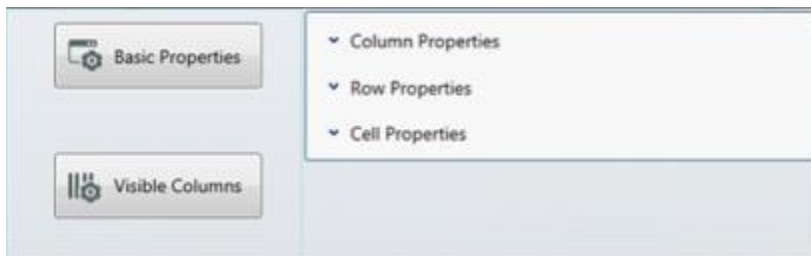 Basic Properties
Visible Columns
Column Properties
Row Properties
Cell Properties